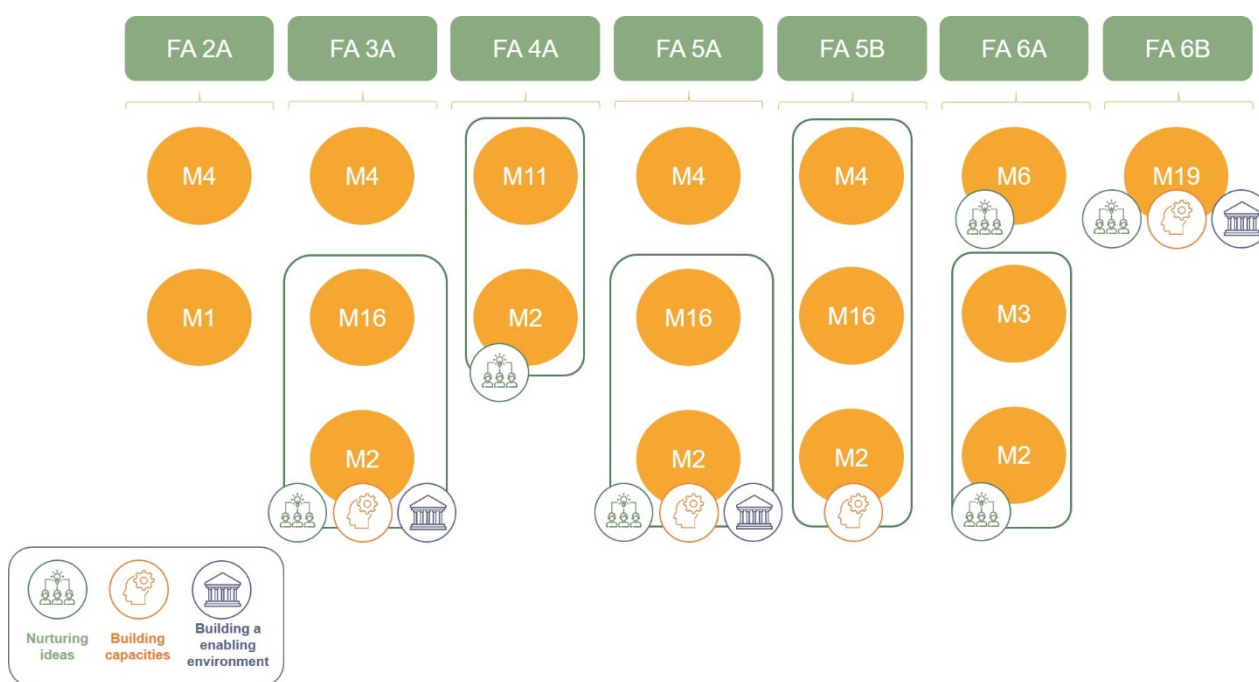 FA 2A
FA 3A
FA 4A
FA 5A
FA 5B
FA 6A
FA 6B
M4
M4
M11
M4
M4
M6
M19
M1
M16
M2
M16
M16
M3
M2
M2
M2
M2
Nurturing
ideas
Building
capacities
Building a
enabling
environment